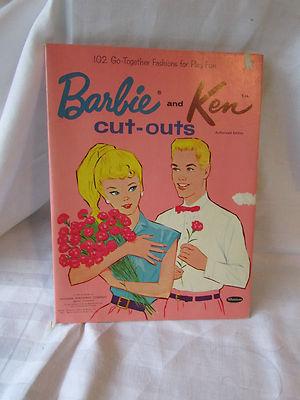 102 Go-Together Fashions for Play Fun
Barbie® and Ken
cut-outs
Authorized Edition
Whitman